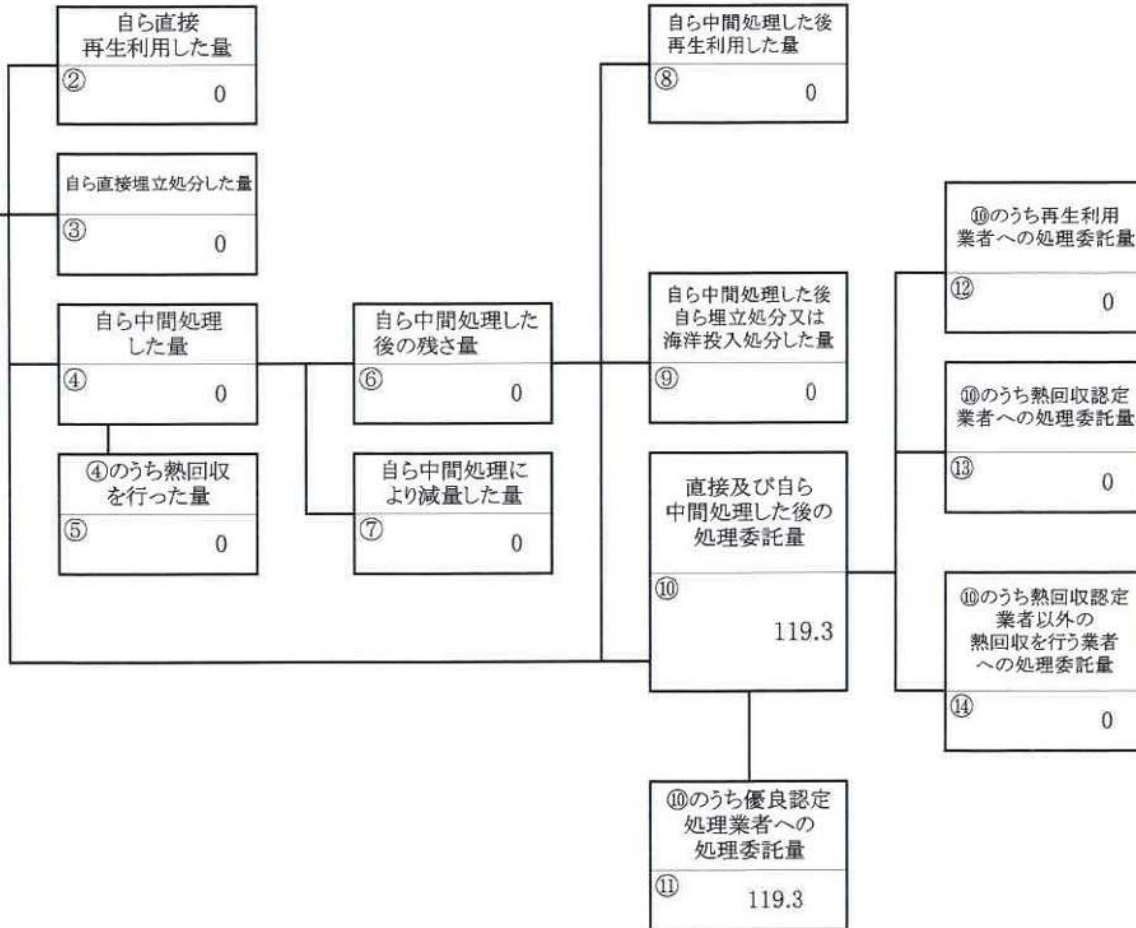 自ら直接
再生利用した量
②
0
自ら直接埋立処分した量
③
0
自ら中間処理
した量
④
0
④のうち熱回収
を行った量
⑤
0
自ら中間処理した
後の残さ量
⑥
0
自ら中間処理に
より減量した量
⑦
0
自ら中間処理した後
再生利用した量
⑧
0
自ら中間処理した後
自ら埋立処分又は
海洋投入処分した量
⑨
0
直接及び自ら
中間処理した後の
処理委託量
⑩
119.3
⑩のうち優良認定
処理業者への
処理委託量
⑪
119.3
⑩のうち再生利用
業者への処理委託量
⑫
0
⑩のうち熱回収認定
業者への処理委託量
⑬
0
⑩のうち熱回収認定
業者以外の
熱回収を行う業者
への処理委託量
⑭
0